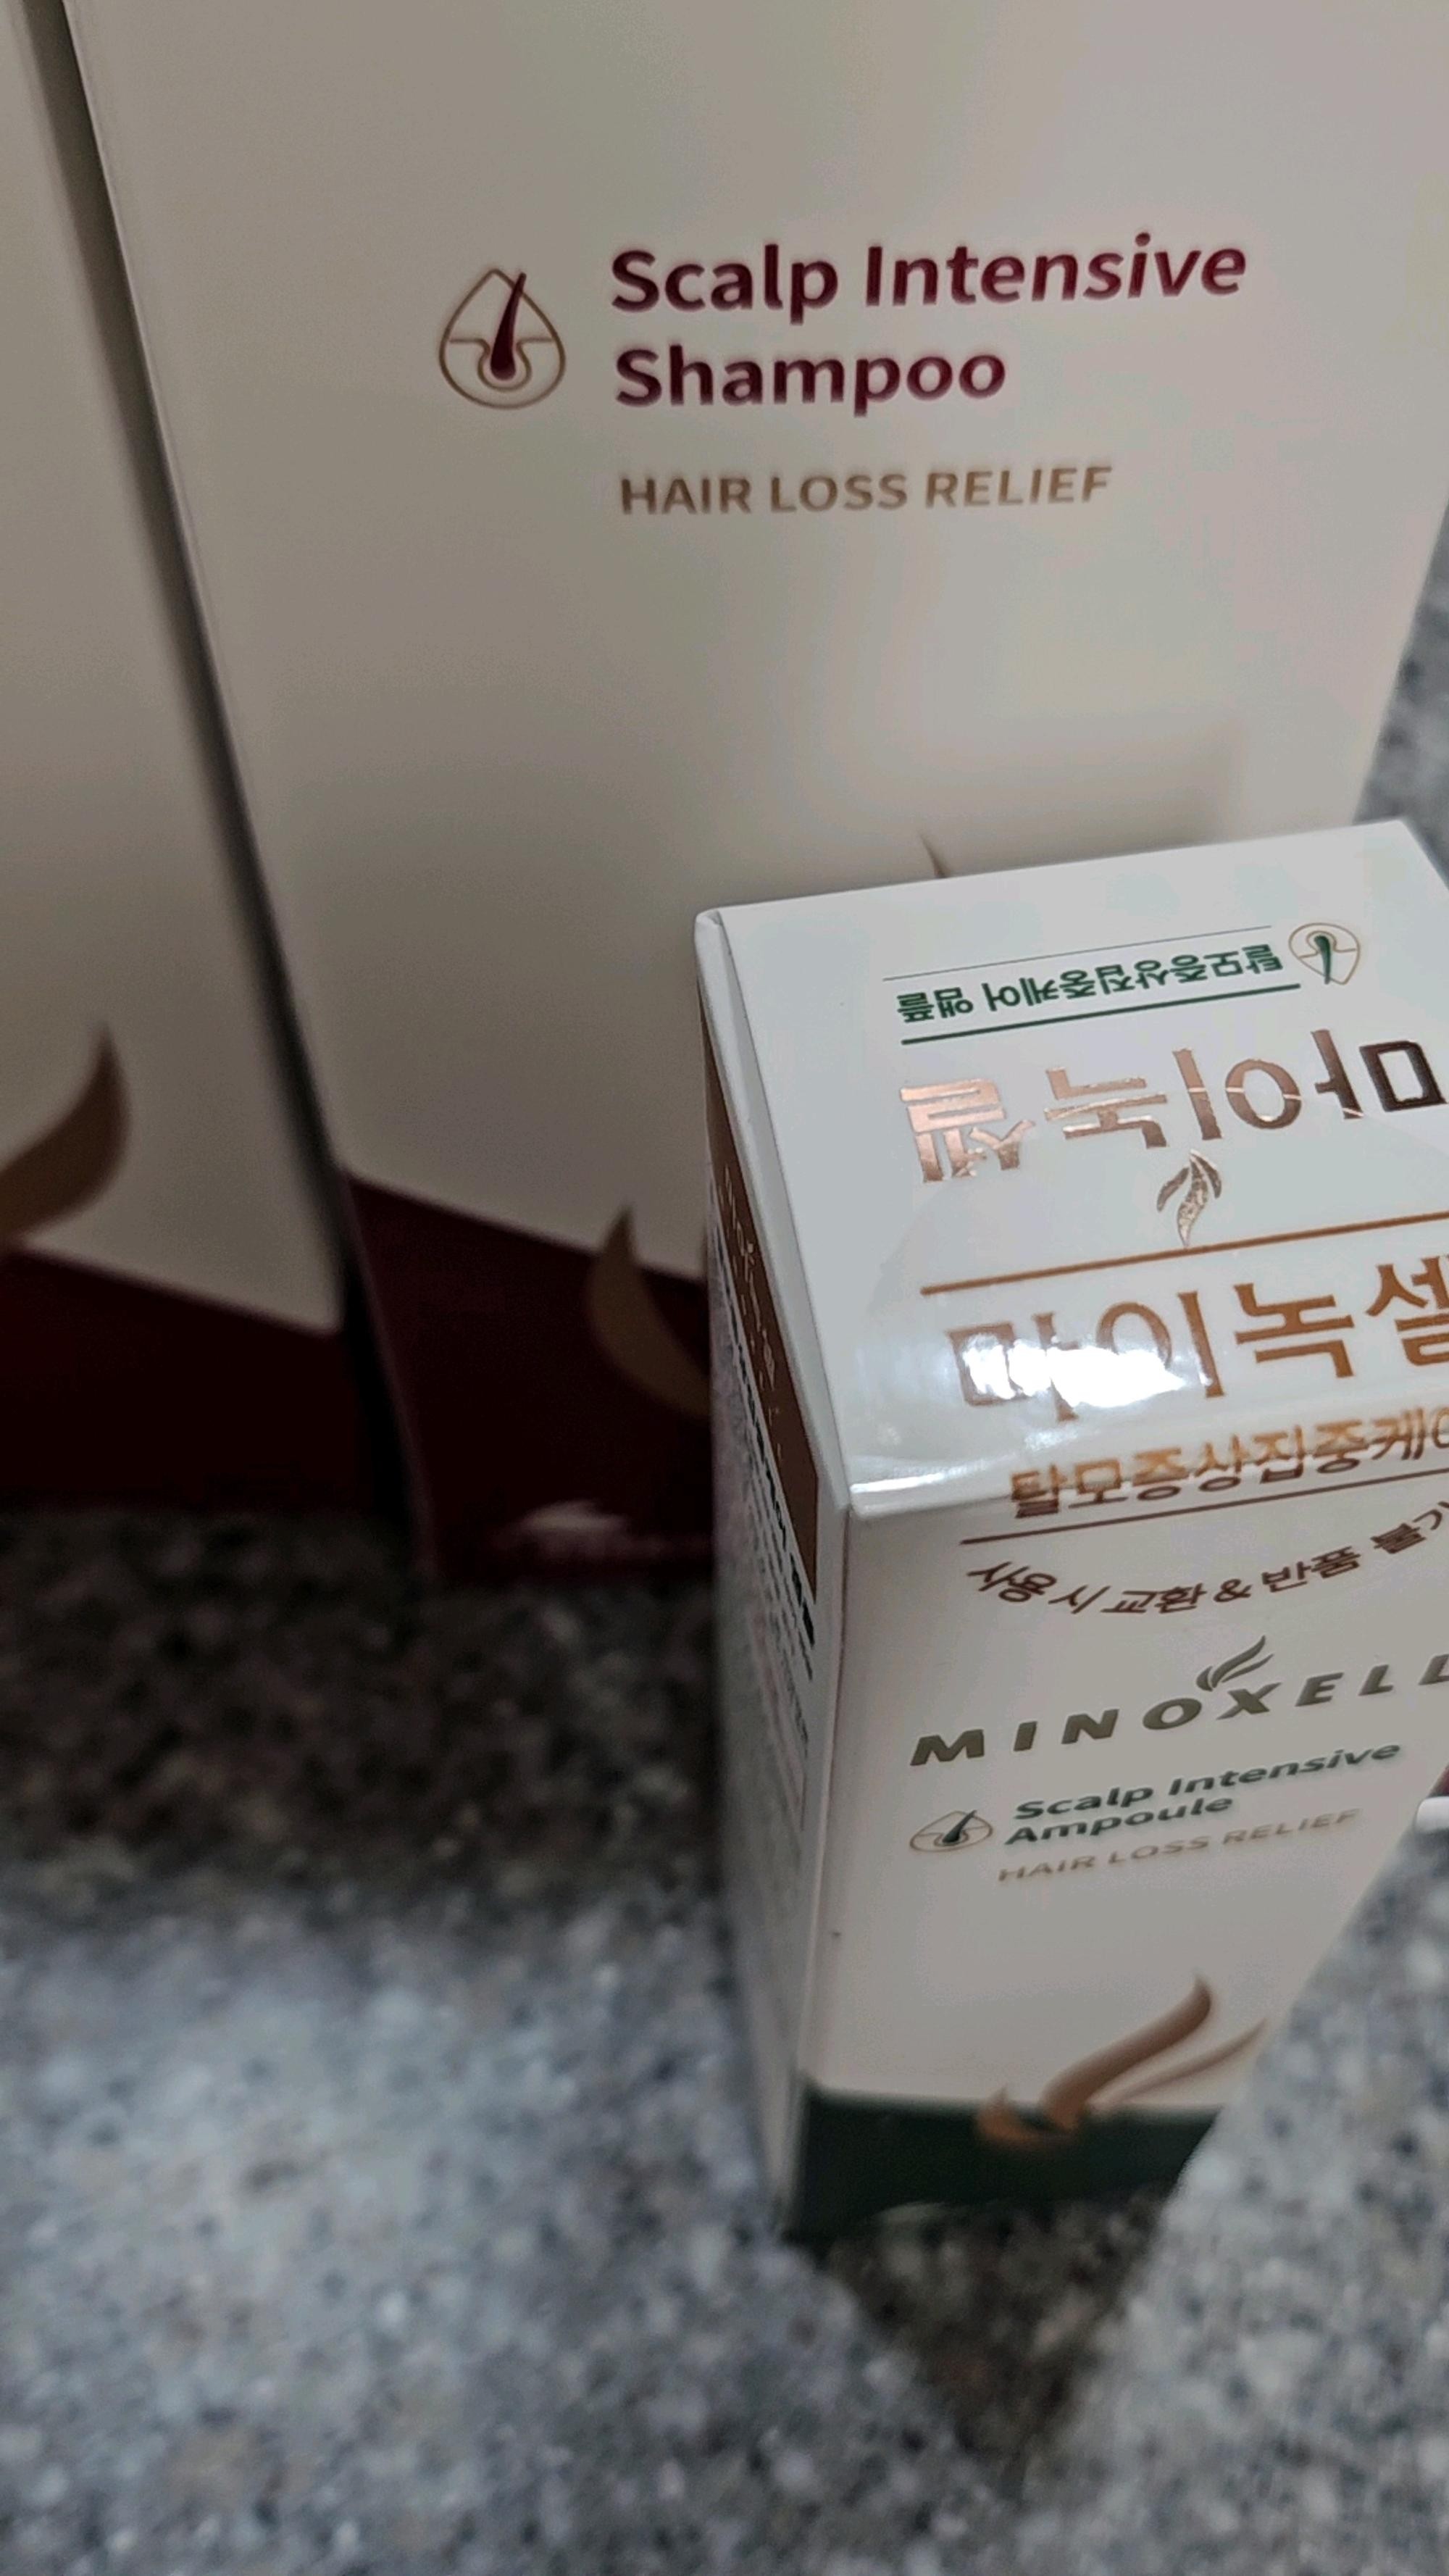 Scalp Intensive
Shampoo
HAIR LOSS RELIEF
탈모증상집중케어 앰플
마이녹셀
마이녹셀
탈모증상집중케어
사용 시 교환 & 반품 불가
MINOXELL
Scalp Intensive
Ampoule
HAIR LOSS RELIEF